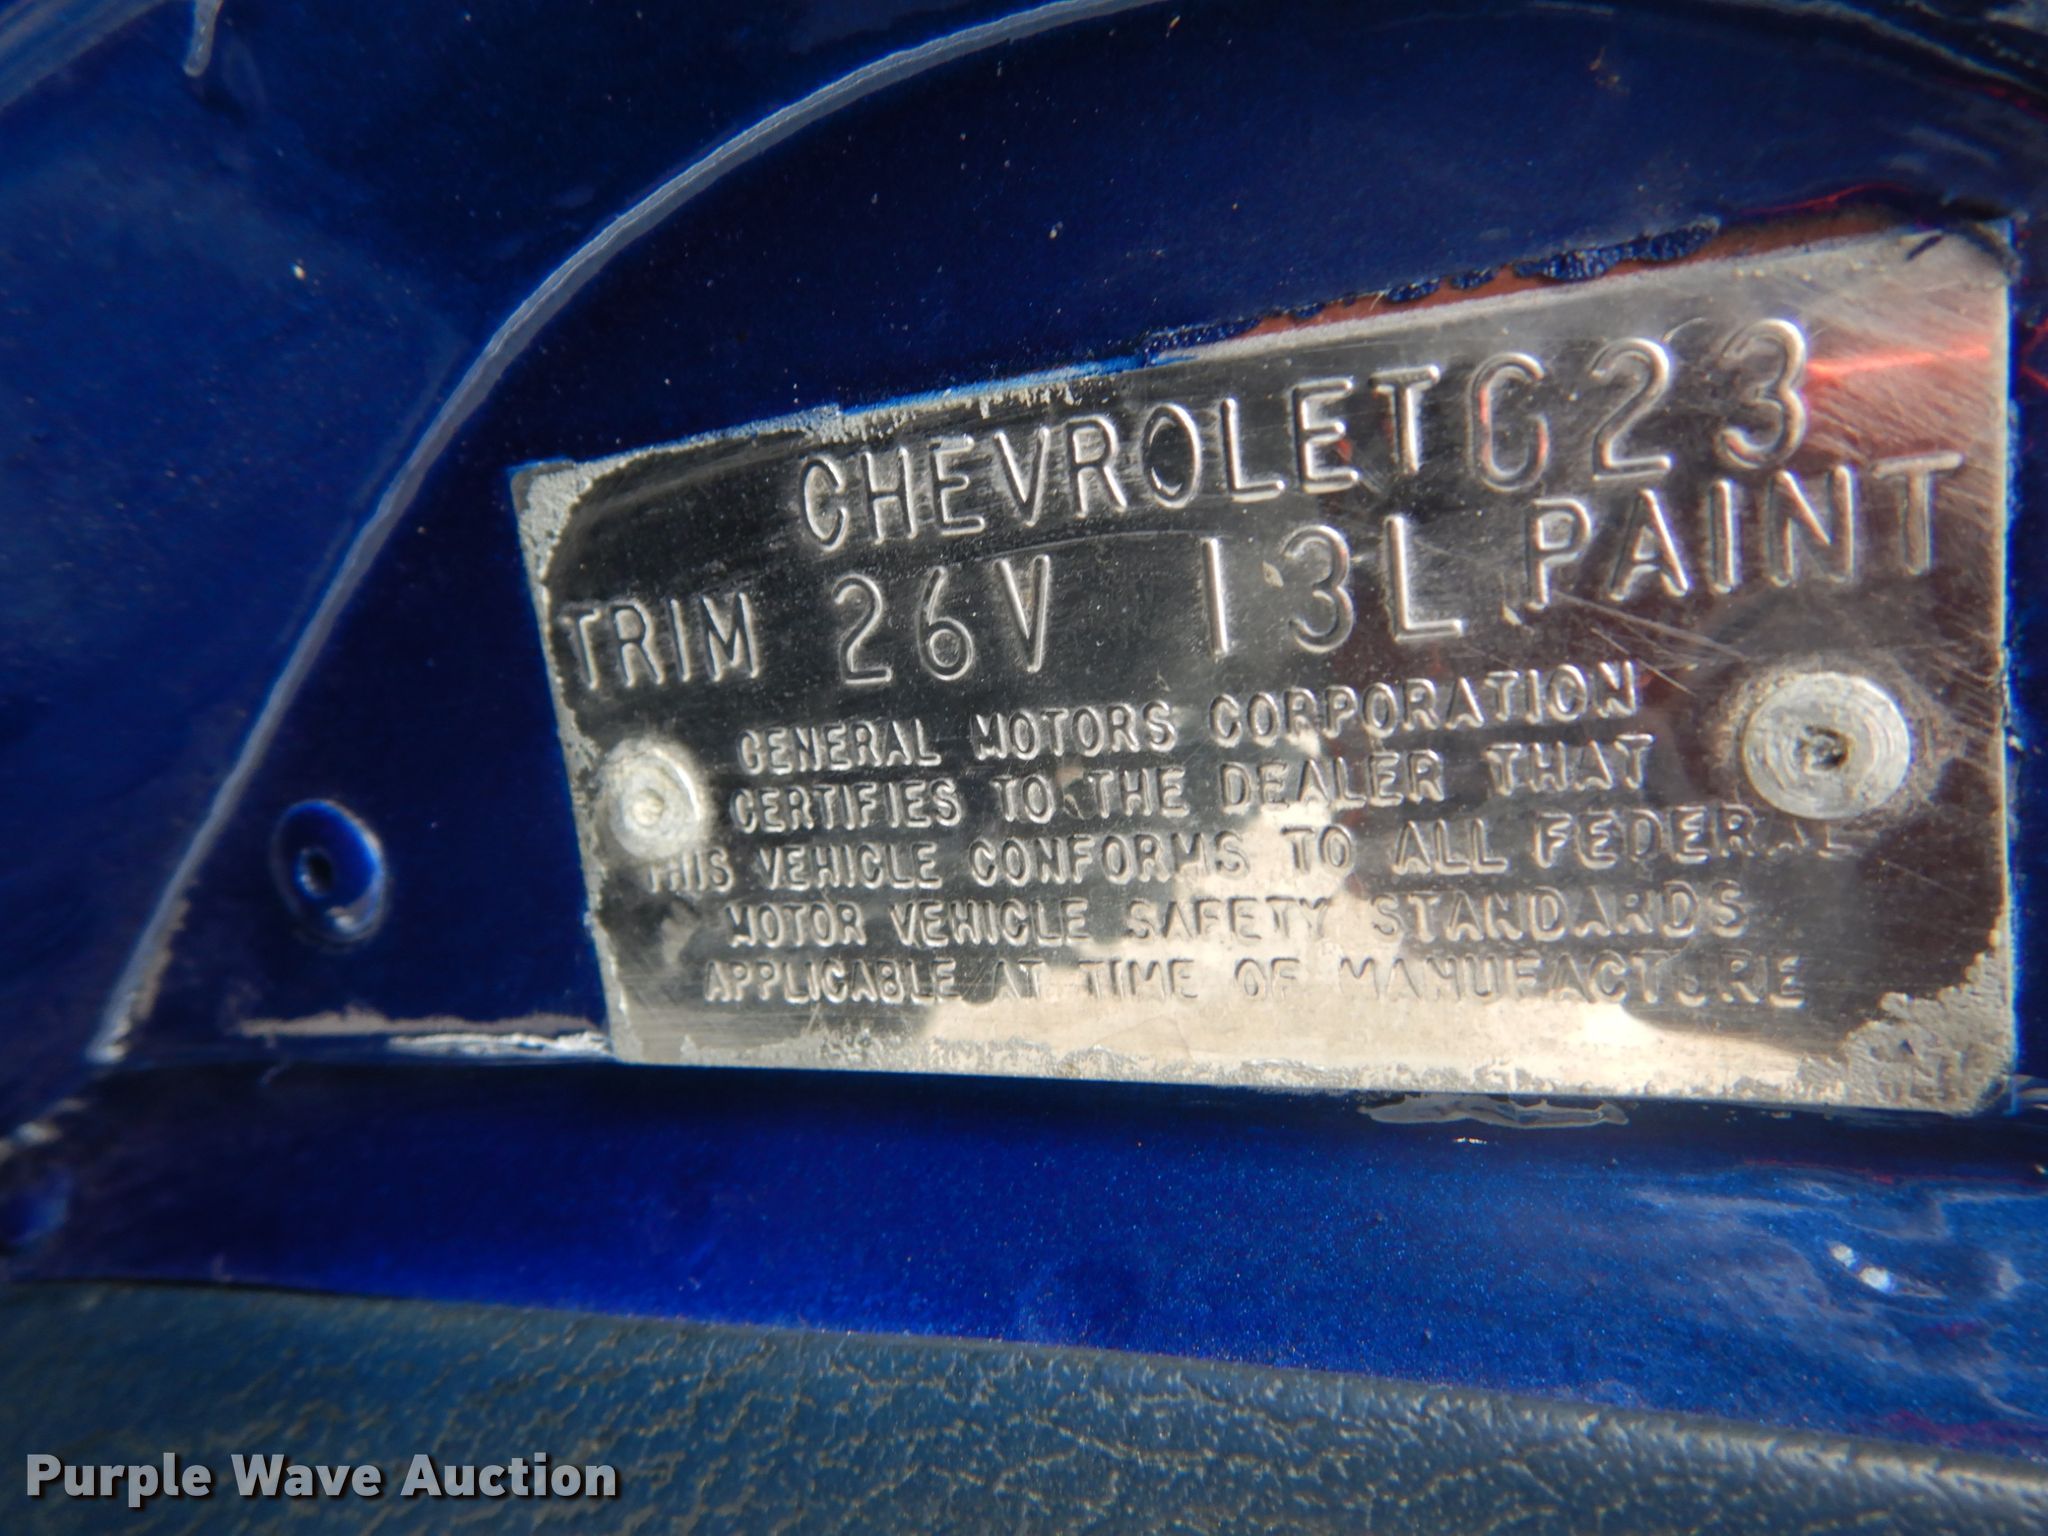 CHEVROLET C23
TRIM 26V 13L PAINT
GENERAL MOTORS CORPORATION
CERTIFIES TO THE DEALER THAT
THIS VEHICLE CONFORMS TO ALL FEDERAL
MOTOR VEHICLE SAFETY STANDARDS
APPLICABLE AT TIME OF MANUFACTURE
Purple Wave Auction